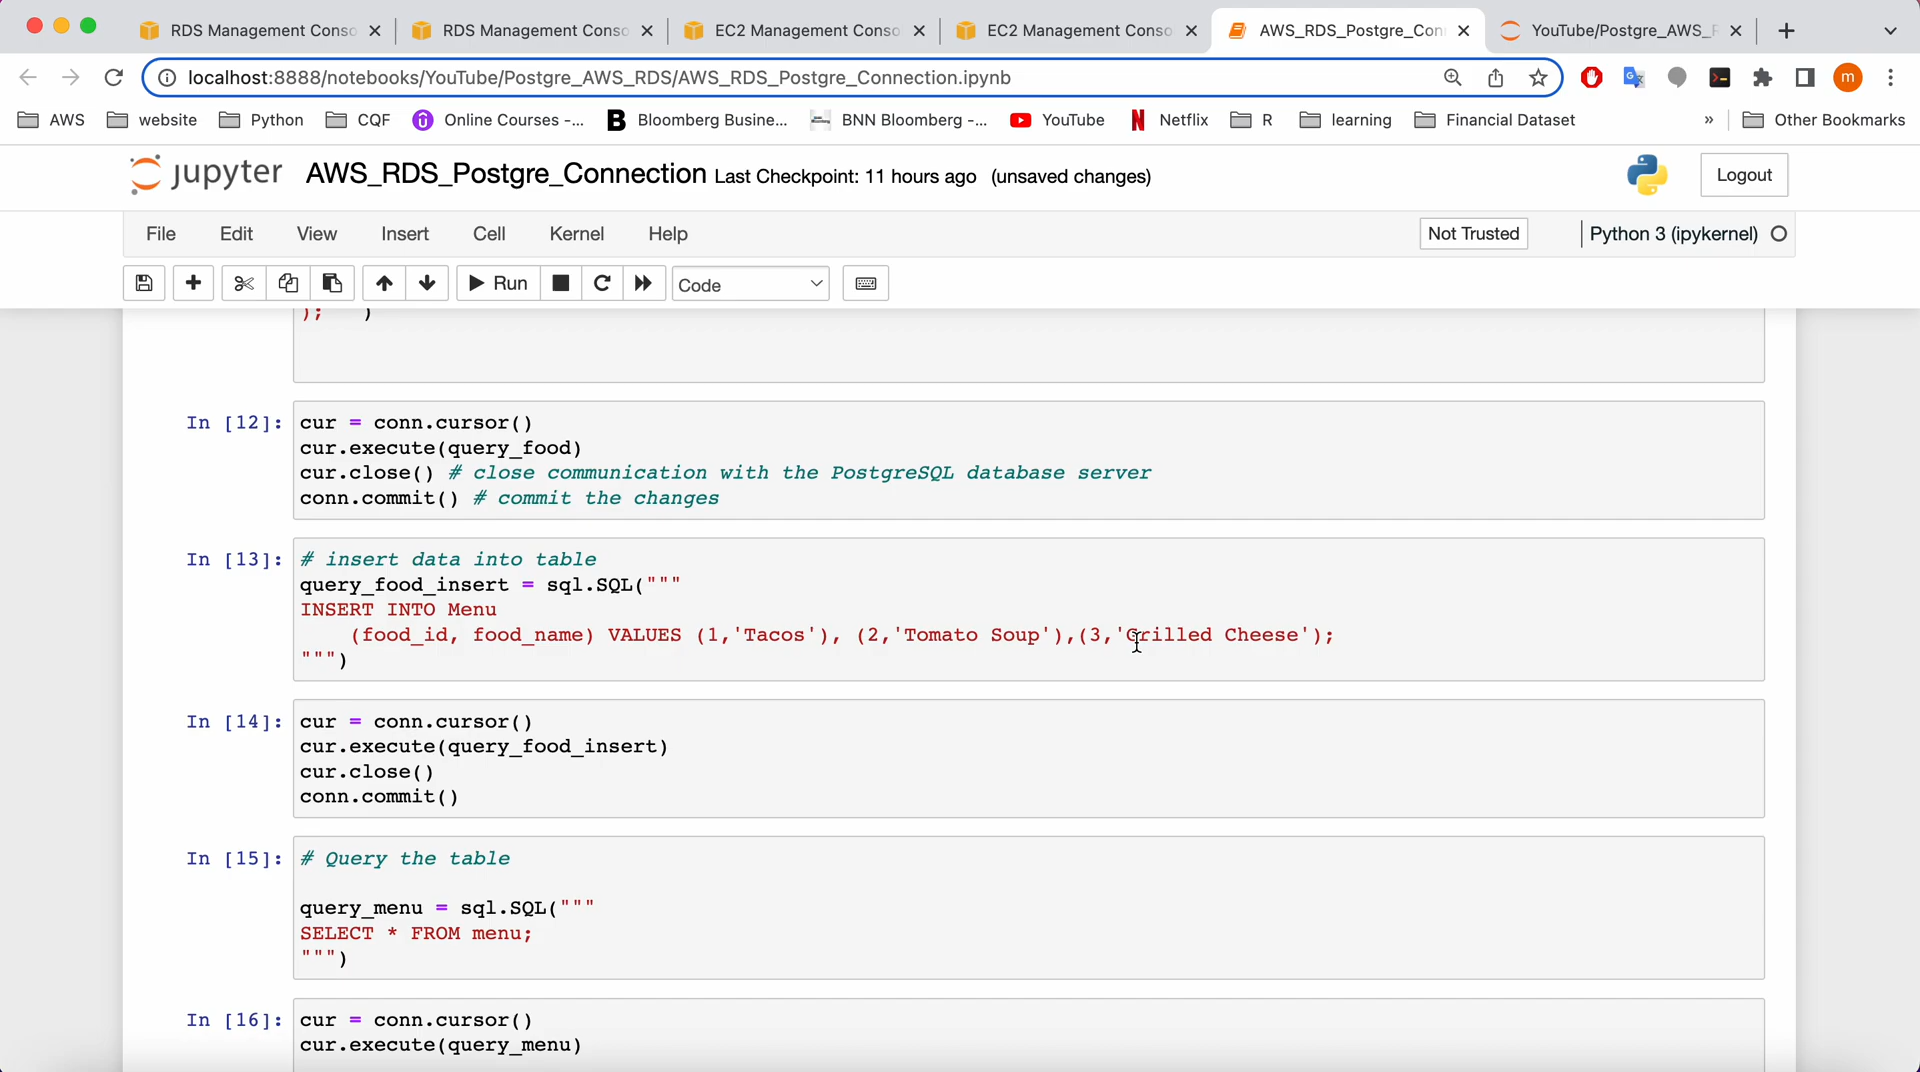 RDS Management Conso
RDS Management Conso
EC2 Management Conso
EC2 Management Conso
AWS_RDS_Postgre_Con
YouTube/Postgre_AWS_R
localhost:8888/notebooks/YouTube/Postgre_AWS_RDS/AWS_RDS_Postgre_Connection.ipynb
m
AWS website Python CQF Online Courses -... Bloomberg Busine... BNN Bloomberg -... YouTube Netflix R learning Financial Dataset » Other Bookmarks
jupyter AWS_RDS_Postgre_Connection Last Checkpoint: 11 hours ago (unsaved changes) Logout
File Edit View Insert Cell Kernel Help Not Trusted Python 3 (ipykernel)
Run Code
); )
In [12]: cur = conn.cursor()
cur.execute(query_food)
cur.close() # close communication with the PostgreSQL database server
conn.commit() # commit the changes
In [13]: # insert data into table
query_food_insert = sql.SQL("""
INSERT INTO Menu
(food_id, food_name) VALUES (1,'Tacos'), (2,'Tomato Soup'),(3,'Grilled Cheese');
""")
In [14]: cur = conn.cursor()
cur.execute(query_food_insert)
cur.close()
conn.commit()
In [15]: # Query the table
query_menu = sql.SQL("""
SELECT * FROM menu;
""")
In [16]: cur = conn.cursor()
cur.execute(query_menu)